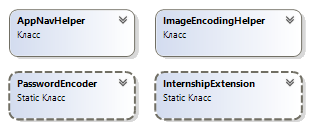 AppNavHelper
Класс
ImageEncodingHelper
Класс
PasswordEncoder
Static Класс
InternshipExtension
Static Класс